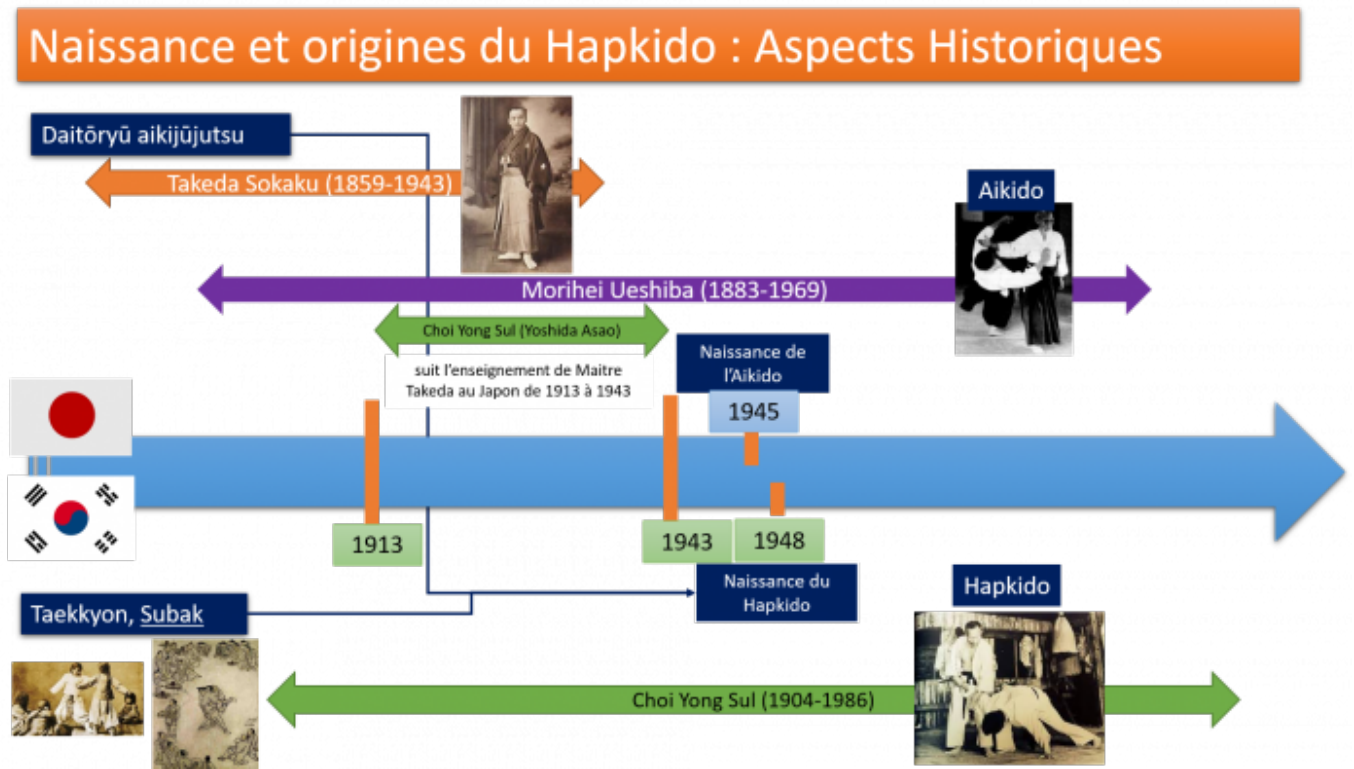 Naissance et origines du Hapkido : Aspects Historiques
Daitōryū aikijūjutsu
Takeda Sokaku (1859-1943)
Aikido
Morihei Ueshiba (1883-1969)
Choi Yong Sul (Yoshida Asao)
suit l'enseignement de Maitre
Takeda au Japon de 1913 à 1943
Naissance de
l'Aikido
1945
1913
1943
1948
Naissance du
Hapkido
Hapkido
Taekkyon, Subak
Choi Yong Sul (1904-1986)